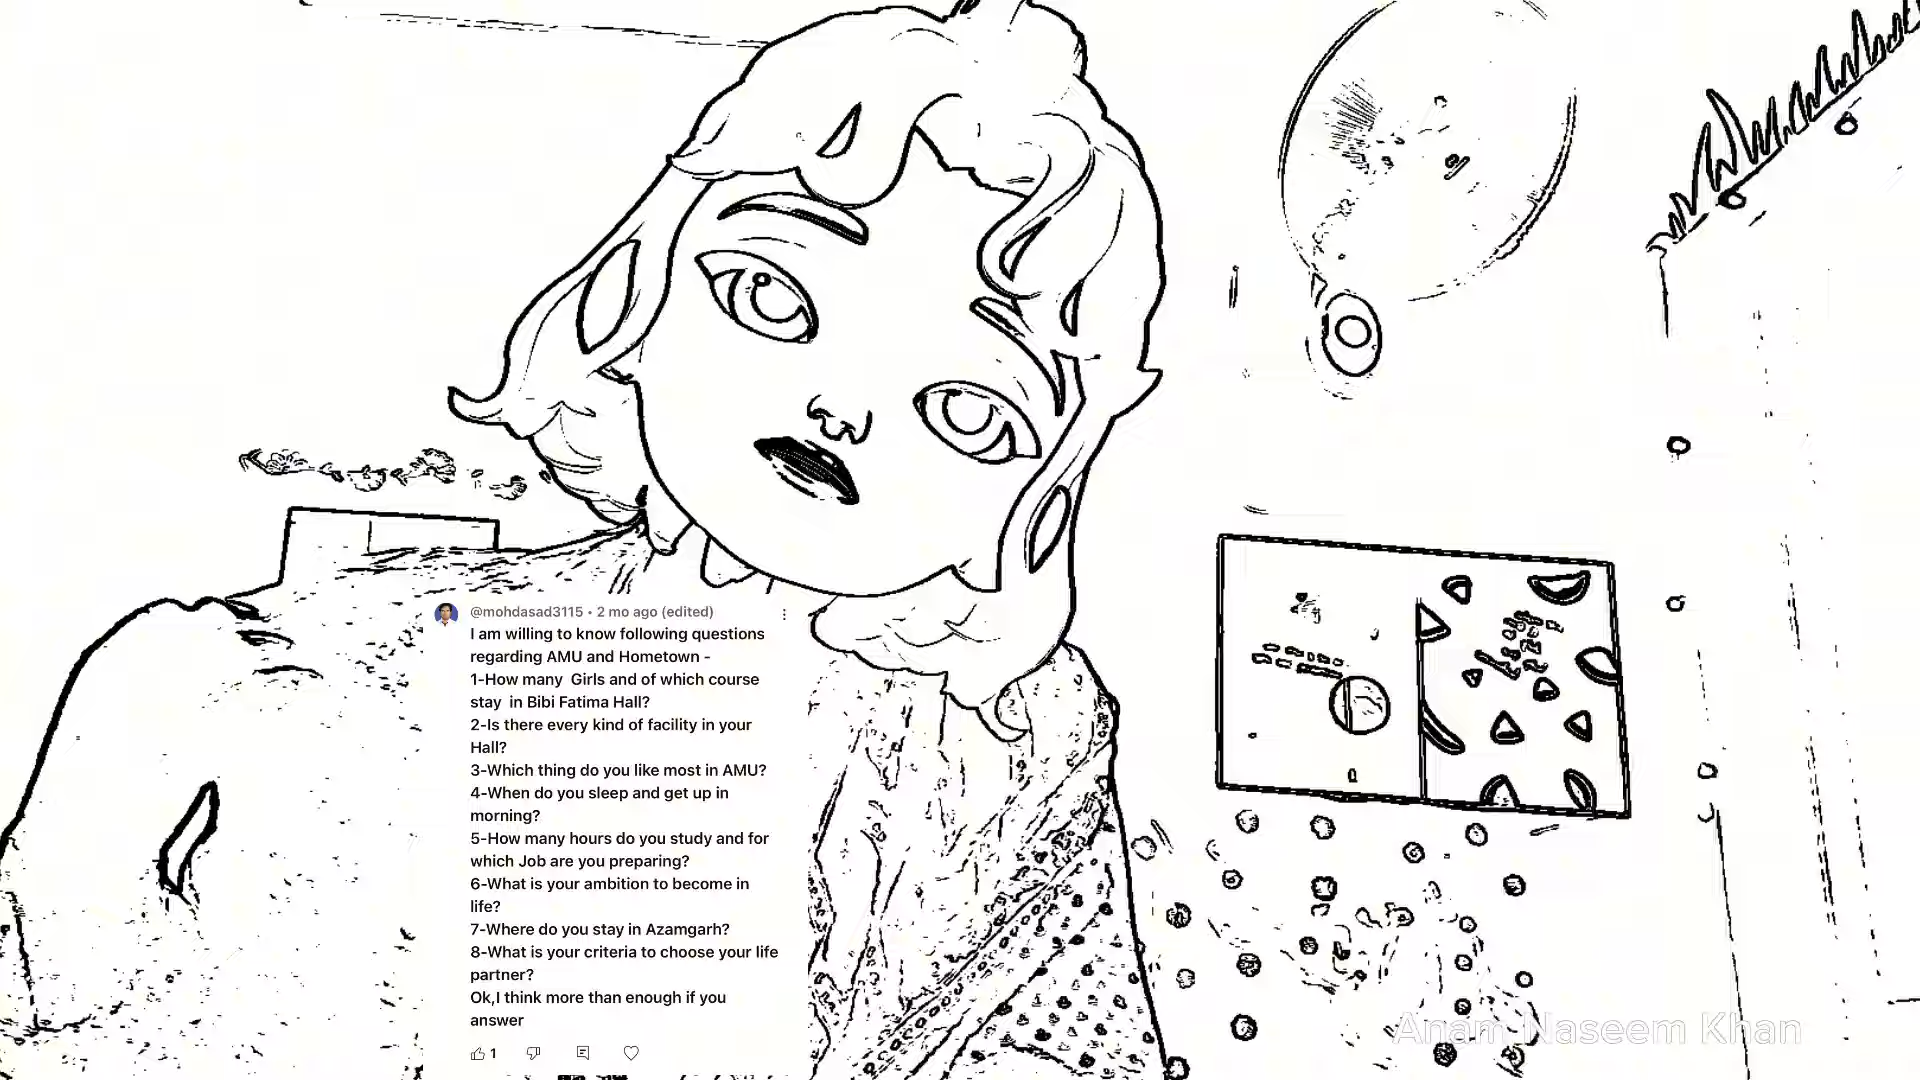 @mohdasad3115 • 2 mo ago (edited)
I am willing to know following questions
regarding AMU and Hometown -
1-How many  Girls and of which course
stay  in Bibi Fatima Hall?
2-Is there every kind of facility in your
Hall?
3-Which thing do you like most in AMU?
4-When do you sleep and get up in
morning?
5-How many hours do you study and for
which Job are you preparing?
6-What is your ambition to become in
life?
7-Where do you stay in Azamgarh?
8-What is your criteria to choose your life
partner?
Ok,I think more than enough if you
answer
1
Anam Naseem Khan